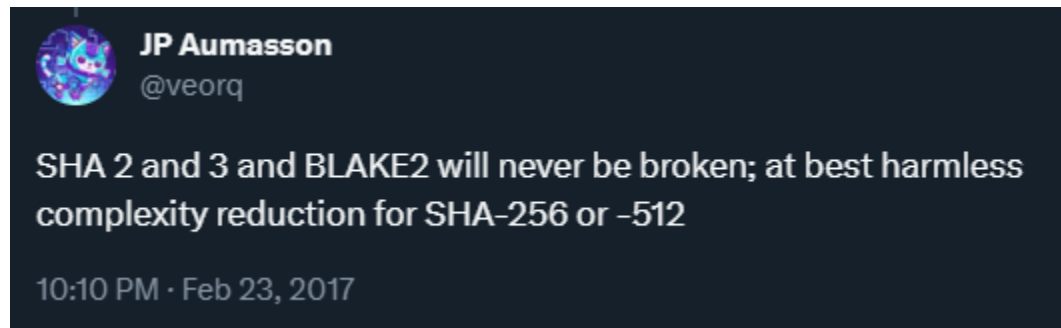 JP Aumasson
@veorq
SHA 2 and 3 and BLAKE2 will never be broken; at best harmless
complexity reduction for SHA-256 or -512
10:10 PM · Feb 23, 2017